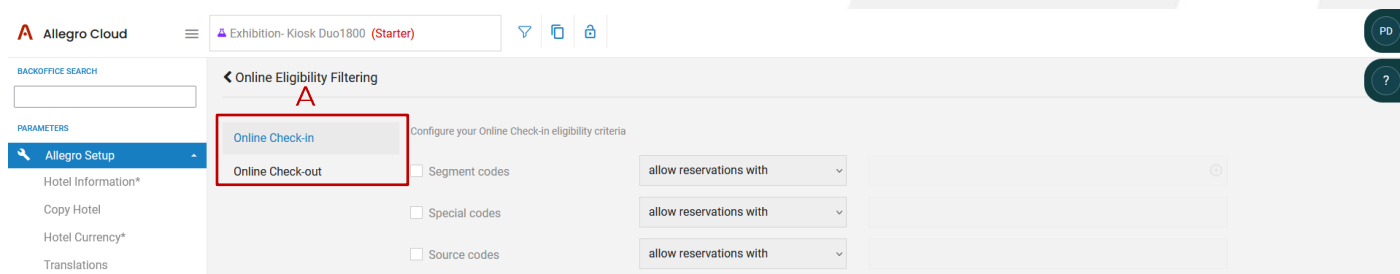 Allegro Cloud
Exhibition- Kiosk Duo1800 (Starter)
PD
BACKOFFICE SEARCH
Online Eligibility Filtering
?
A
PARAMETERS
Online Check-in
Configure your Online Check-in eligibility criteria
Allegro Setup
Online Check-out
Segment codes
allow reservations with
Hotel Information*
Copy Hotel
Special codes
allow reservations with
Hotel Currency*
Source codes
allow reservations with
Translations